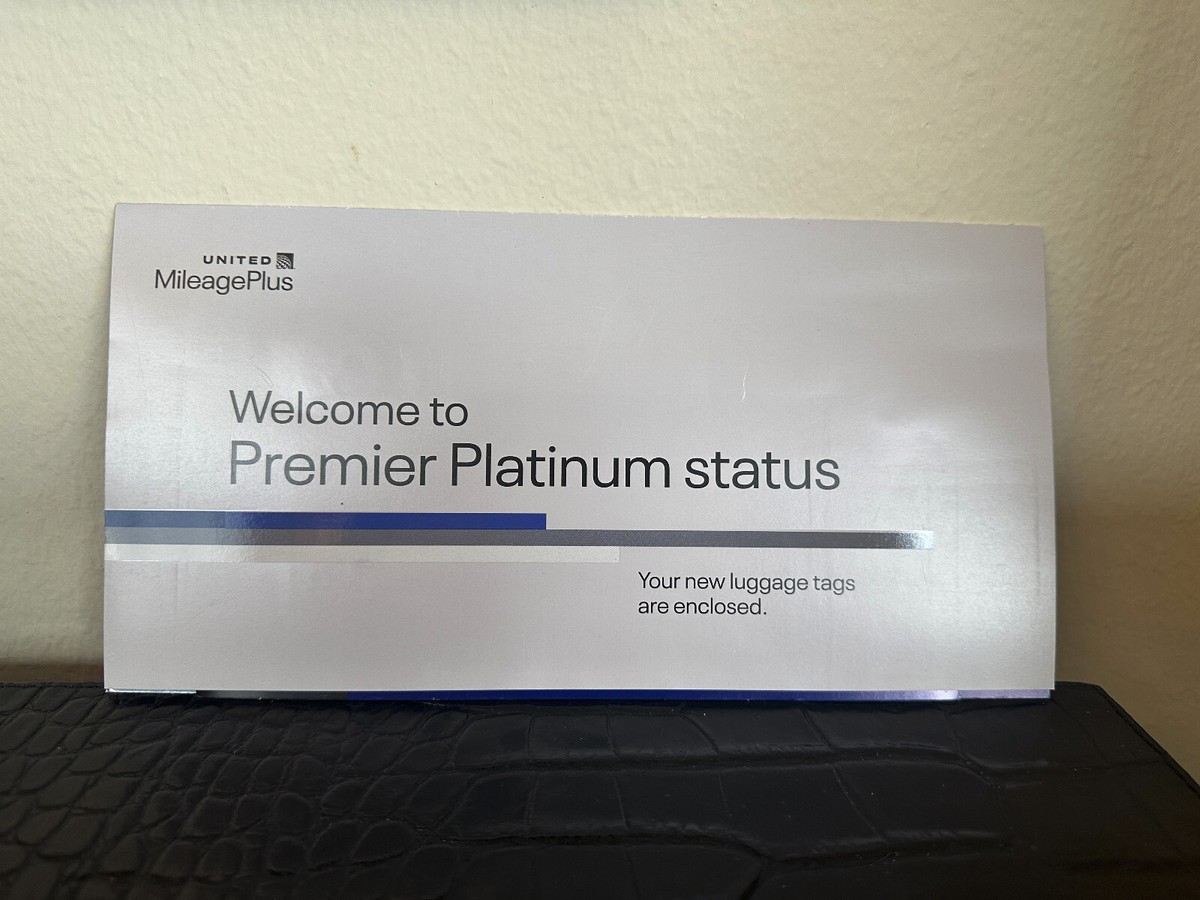 UNITED
MileagePlus
Welcome to
Premier Platinum status
Your new luggage tags
are enclosed.